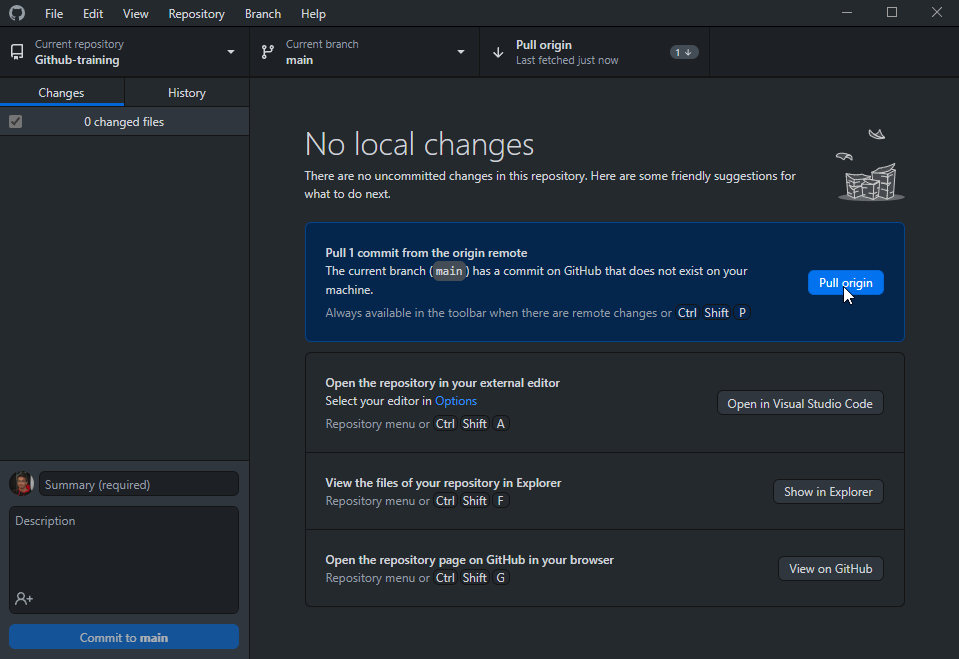 File Edit View Repository Branch Help
Current repository
Github-training
Current branch
main
Pull origin
Last fetched just now
1
Changes History
0 changed files
No local changes
There are no uncommitted changes in this repository. Here are some friendly suggestions for
what to do next.
Pull 1 commit from the origin remote
The current branch (main) has a commit on GitHub that does not exist on your
machine.
Always available in the toolbar when there are remote changes or Ctrl Shift P
Pull origin
Open the repository in your external editor
Select your editor in Options
Repository menu or Ctrl Shift A
Open in Visual Studio Code
View the files of your repository in Explorer
Repository menu or Ctrl Shift F
Show in Explorer
Open the repository page on GitHub in your browser
Repository menu or Ctrl Shift G
View on GitHub
Summary (required)
Description
Commit to main